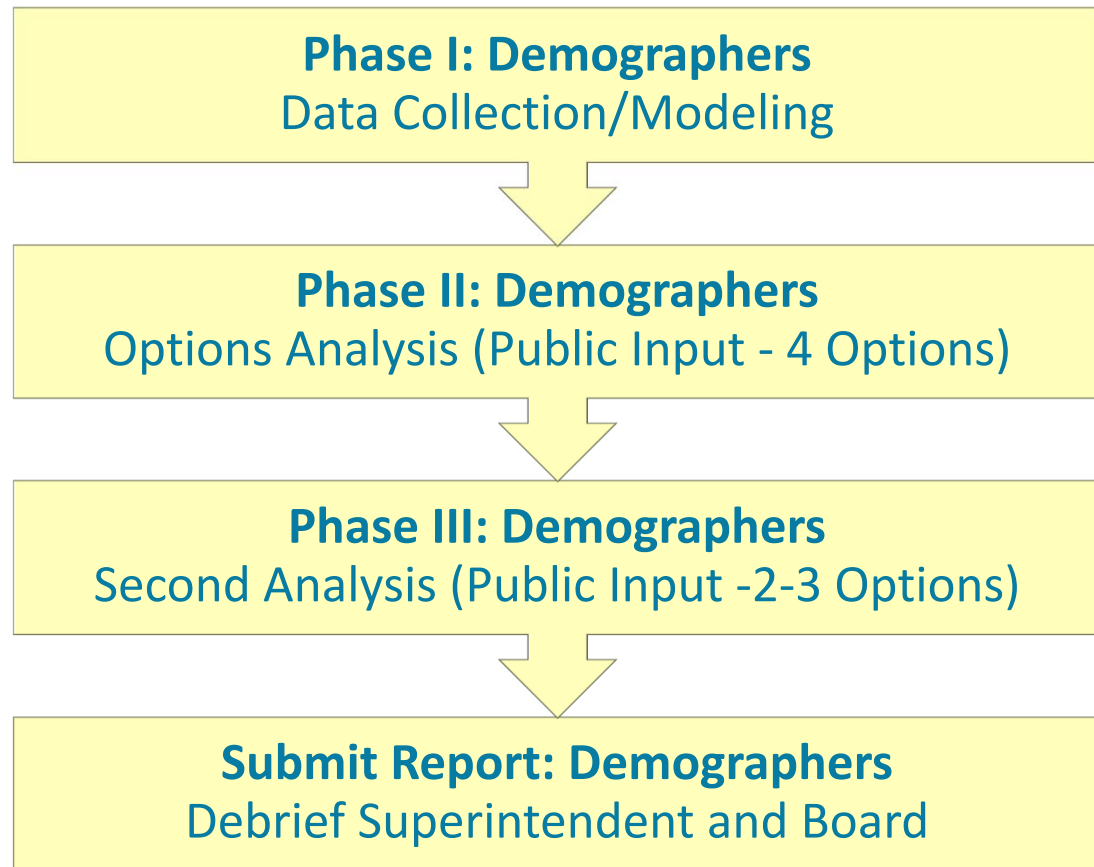 Phase I: Demographers
Data Collection/Modeling
Phase II: Demographers
Options Analysis (Public Input - 4 Options)
Phase III: Demographers
Second Analysis (Public Input -2-3 Options)
Submit Report: Demographers
Debrief Superintendent and Board